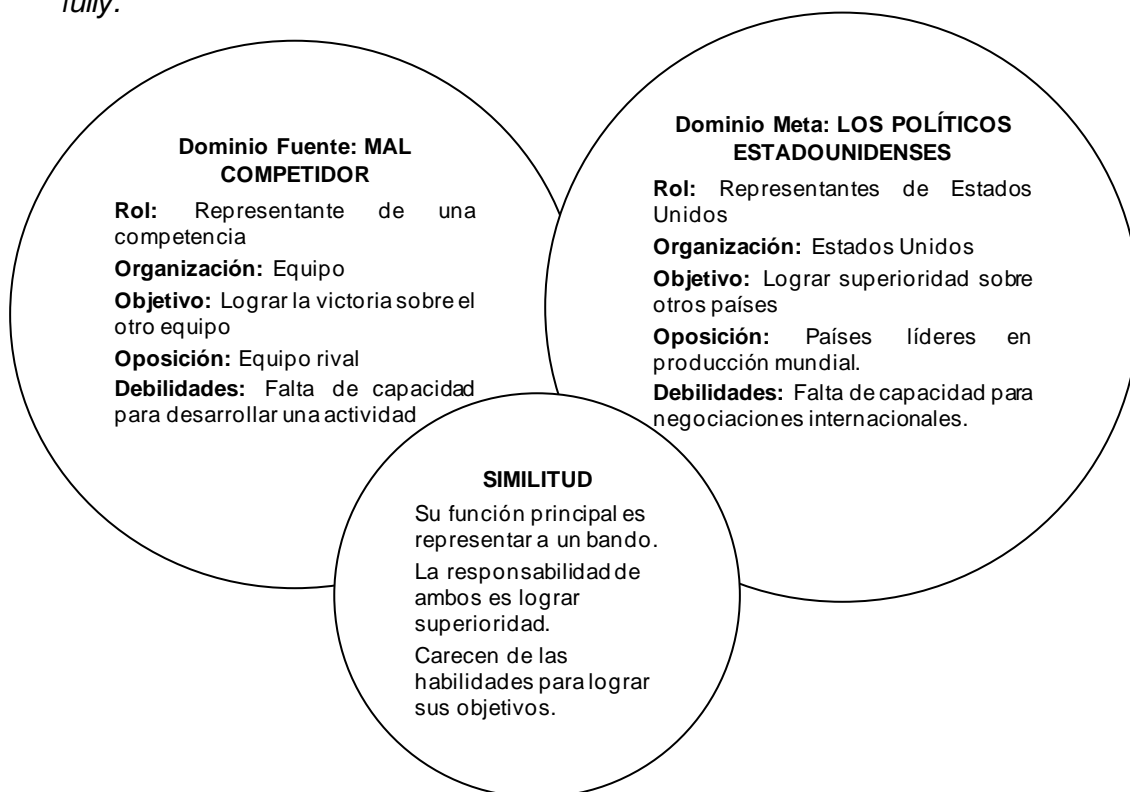 fully.
Dominio Fuente: MAL
COMPETIDOR
Rol: Representante de una
competencia
Organización: Equipo
Objetivo: Lograr la victoria sobre el
otro equipo
Oposición: Equipo rival
Debilidades: Falta de capacidad
para desarrollar una actividad
Dominio Meta: LOS POLÍTICOS
ESTADOUNIDENSES
Rol: Representantes de Estados
Unidos
Organización: Estados Unidos
Objetivo: Lograr superioridad sobre
otros países
Oposición: Países líderes en
producción mundial.
Debilidades: Falta de capacidad para
negociaciones internacionales.
SIMILITUD
Su función principal es
representar a un bando.
La responsabilidad de
ambos es lograr
superioridad.
Carecen de las
habilidades para lograr
sus objetivos.